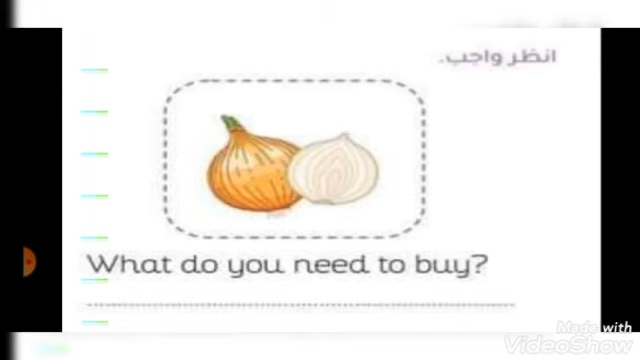 انظر واجب.
What do you need to buy?
Made with
VideoShow